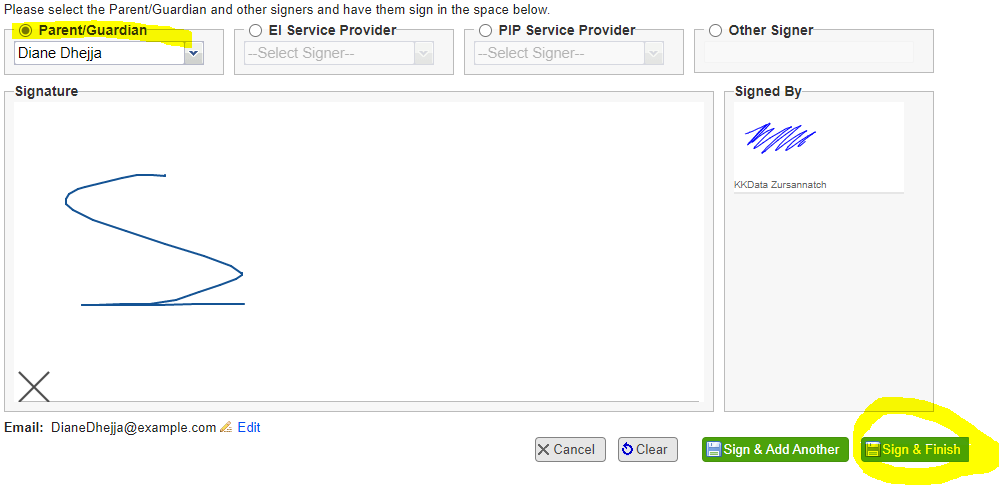 Please select the Parent/Guardian and other signers and have them sign in the space below.
Parent/Guardian
EI Service Provider
PIP Service Provider
Other Signer
Diane Dhejja
--Select Signer--
--Select Signer--
Signature
Signed By
KKData Zursannatch
Email: DianeDhejja@example.com Edit
Cancel
Clear
Sign & Add Another
Sign & Finish